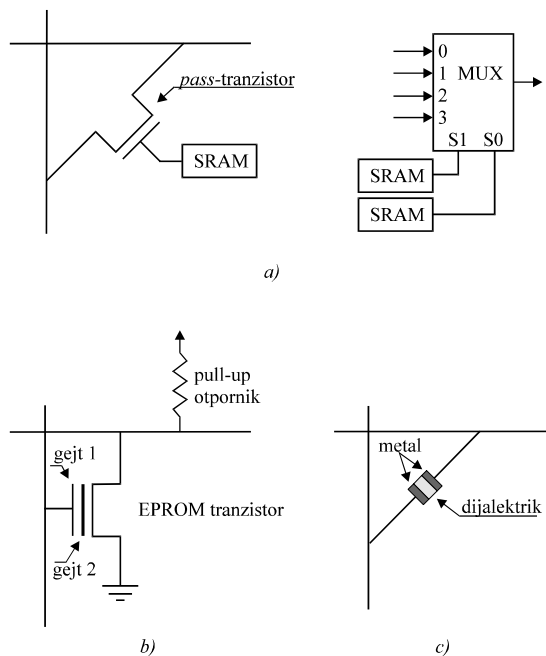 pass-tranzistor
SRAM
0
1
2
3
MUX
S1 S0
SRAM
SRAM
a)
pull-up
otpornik
gejt 1
EPROM tranzistor
gejt 2
b)
metal
dijalektrik
c)